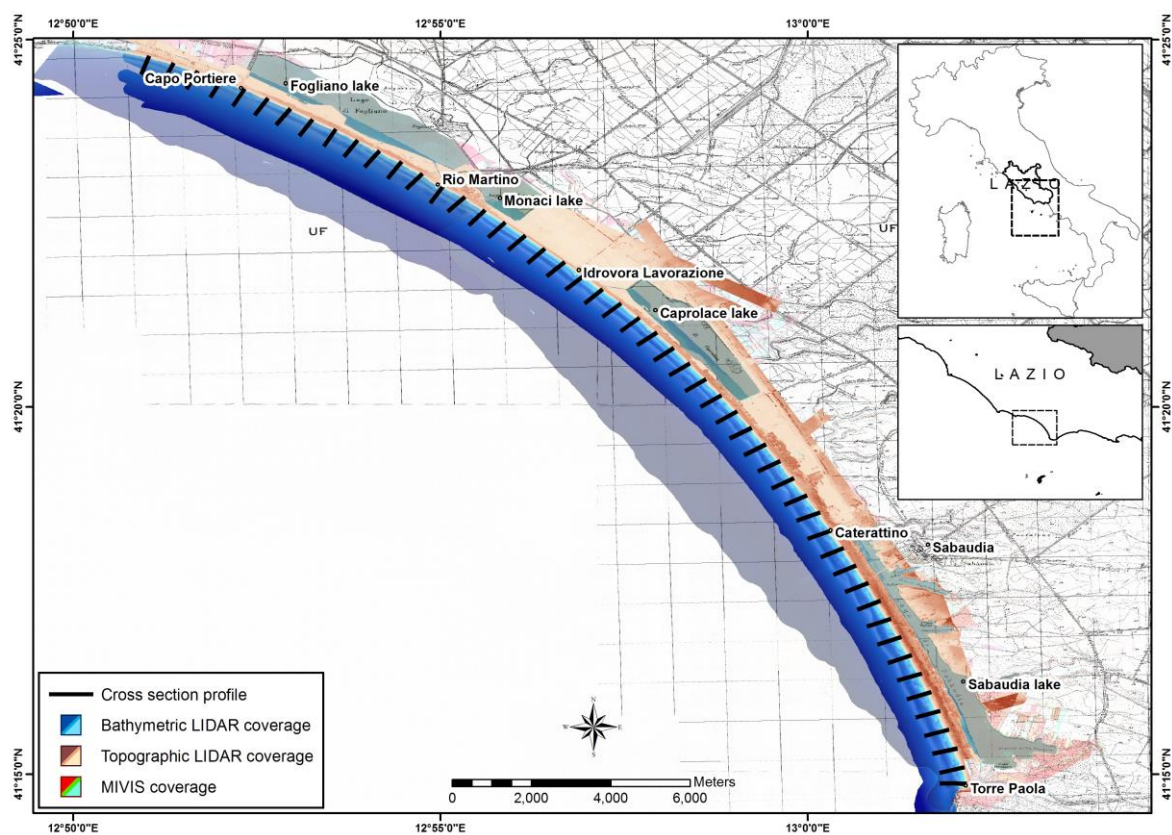 12°50'0"E
12°55'0"E
13°0'0"E
41°25'0"N
41°25'0"N
Capo Portiere
Fogliano lake
Lago
di Fogliano
Rio Martino
Monaci lake
LAZIO
UF
UF
Idrovora Lavorazione
Caprolace lake
LAZIO
41°20'0"N
41°20'0"N
Caterattino
Sabaudia
Sabaudia lake
Cross section profile
Bathymetric LIDAR coverage
Topographic LIDAR coverage
MIVIS coverage
N
W E
S
Meters
0 2,000 4,000 6,000
Torre Paola
41°15'0"N
41°15'0"N
12°50'0"E
12°55'0"E
13°0'0"E